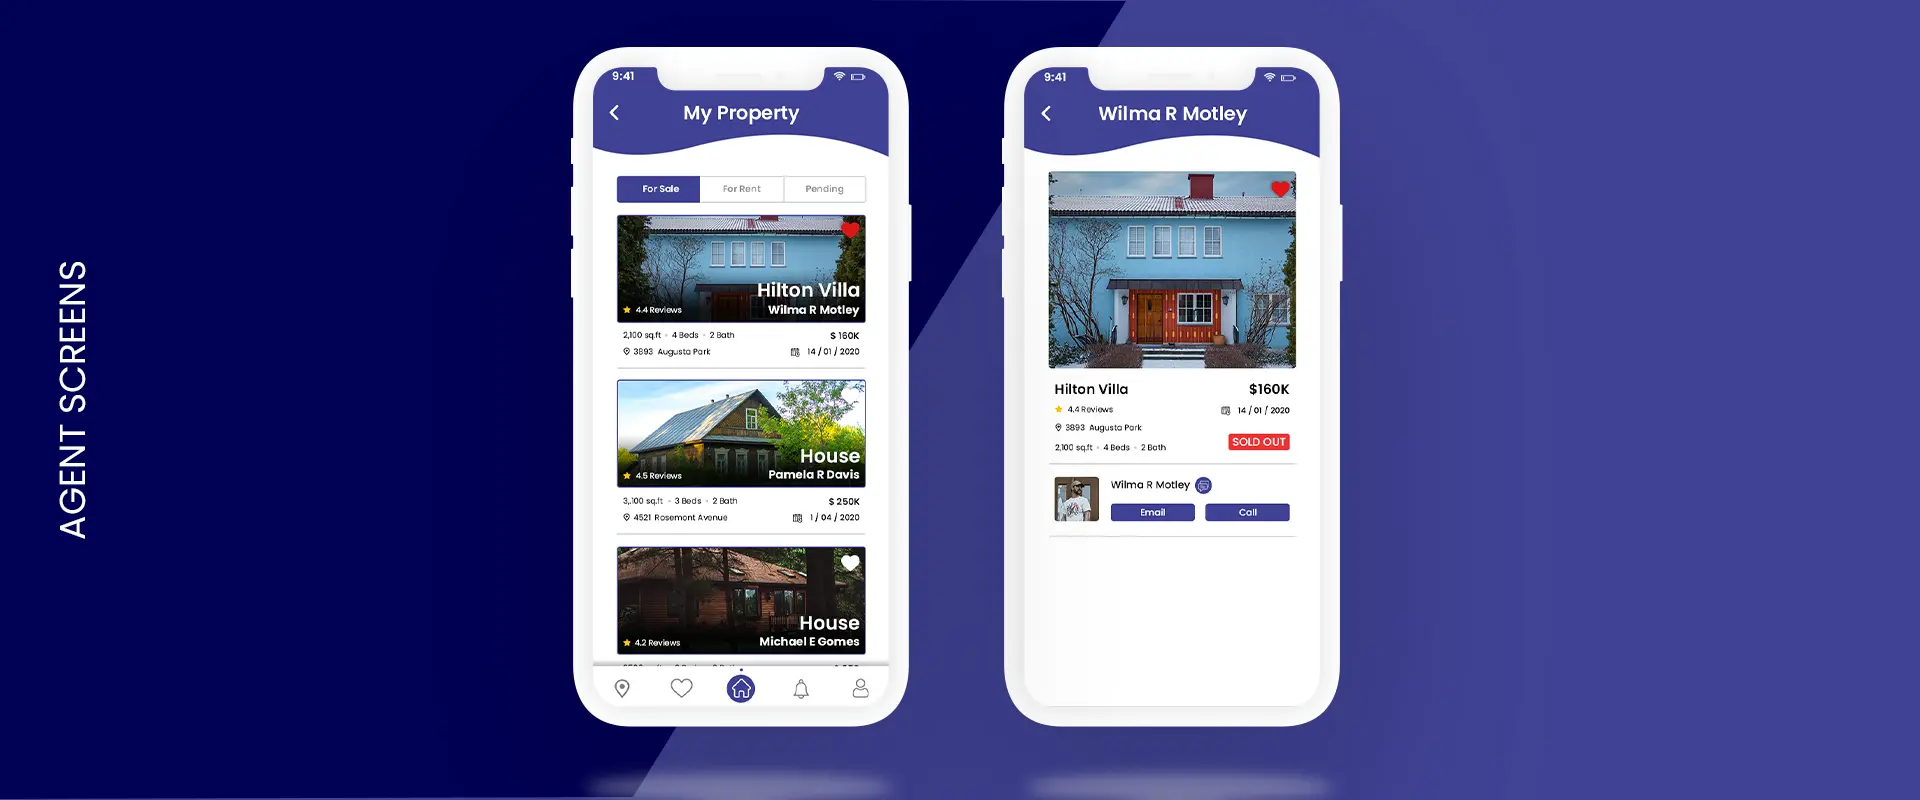 AGENT SCREENS
9:41
My Property
For Sale For Rent Pending
Hilton Villa
4.4 Reviews Wilma R Motley
2,100 sq.ft 4 Beds 2 Bath $ 160K
3893 Augusta Park 14 / 01 / 2020
House
4.5 Reviews Pamela R Davis
3,,100 sq.ft 3 Beds 2 Bath $ 250K
4521 Rosemont Avenue 1 / 04 / 2020
House
4.2 Reviews Michael E Gomes
9:41
Wilma R Motley
Hilton Villa $160K
4.4 Reviews 14 / 01 / 2020
3893 Augusta Park
SOLD OUT
2,100 sq.ft 4 Beds 2 Bath
Wilma R Motley
Email Call